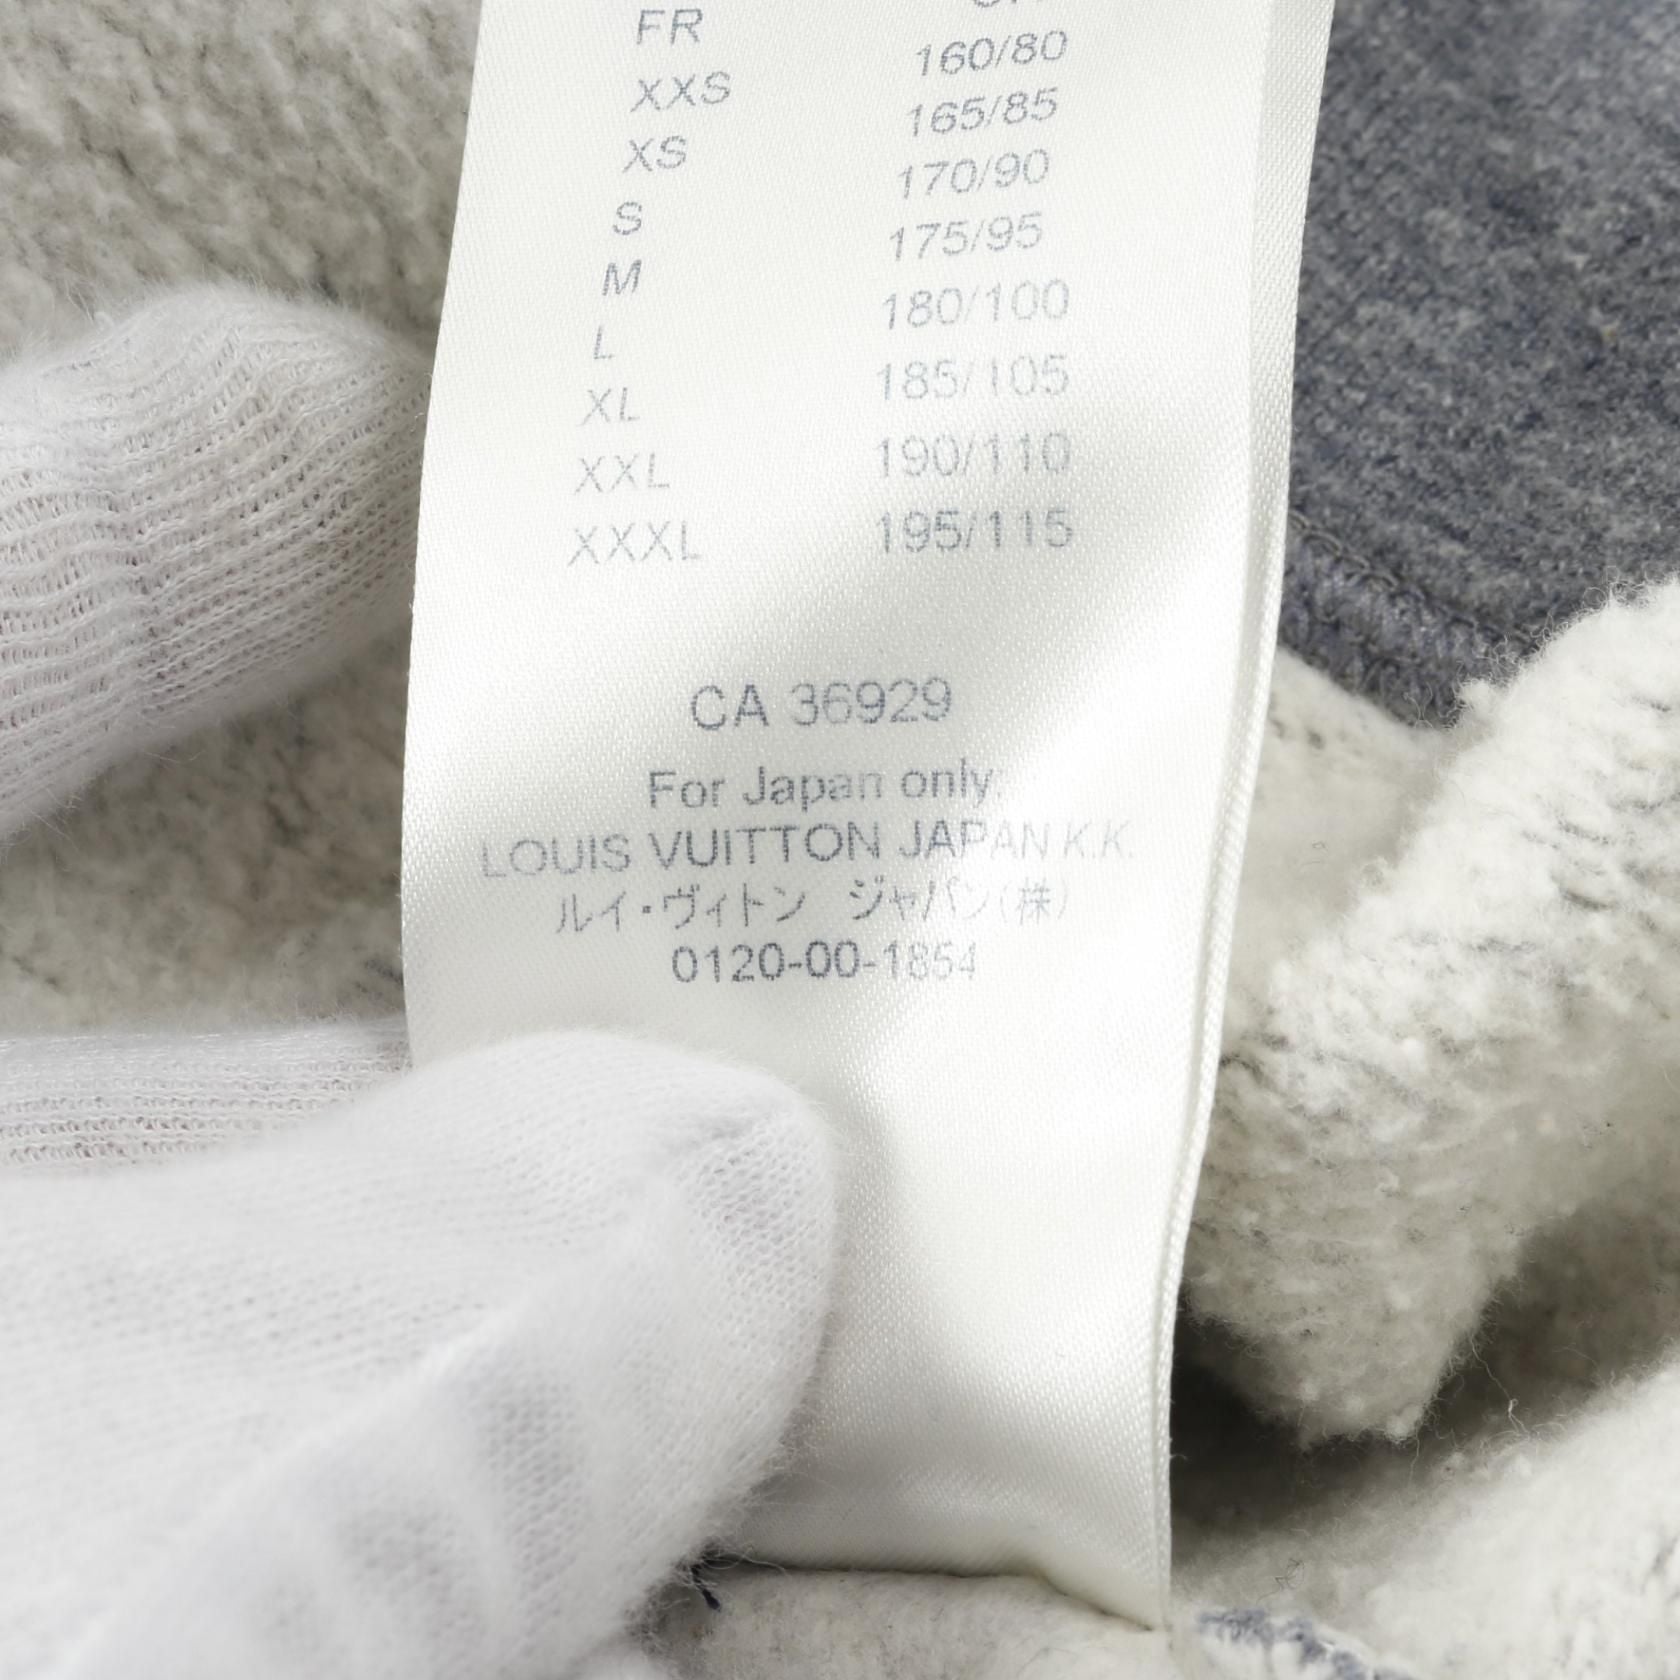 FR
XXS 160/80
XS 165/85
S 170/90
M 175/95
L 180/100
XL 185/105
XXL 190/110
XXXL 195/115
CA 36929
For Japan only:
LOUIS VUITTON JAPAN K.K.
ルイ・ヴィトン ジャパン(株)
0120-00-1854